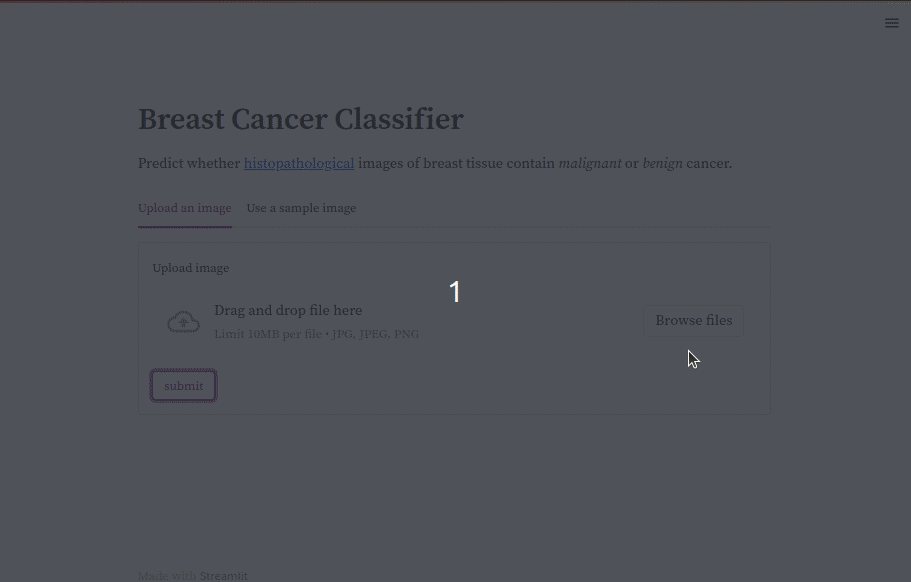 Breast Cancer Classifier
Predict whether histopathological images of breast tissue contain malignant or benign cancer.
Upload an image Use a sample image
Upload image
1
Drag and drop file here
Limit 10MB per file • JPG, JPEG, PNG
Browse files
submit
Made with Streamlit